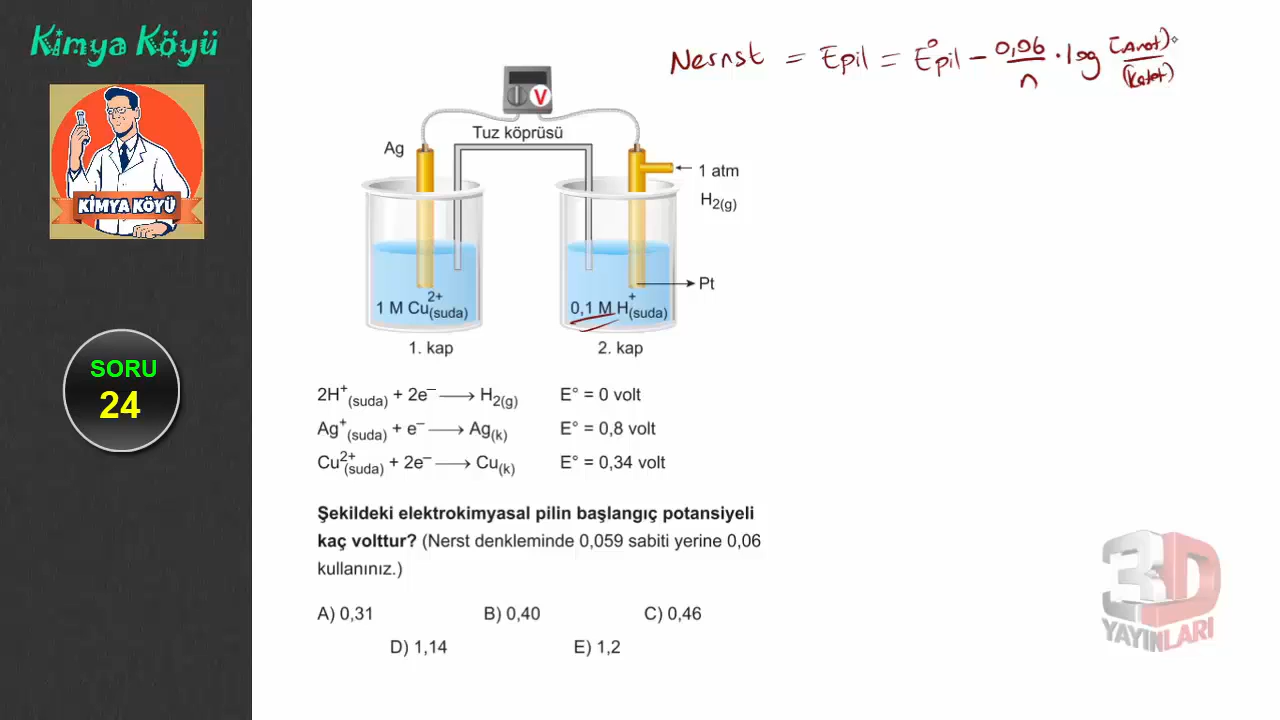 Kimya Köyü
KİMYA KÖYÜ
SORU
24
Nernst = Epil = E°pil - 0,06/n · log [Anot]/(Katot)
V
Ag
Tuz köprüsü
1 atm
H2(g)
Pt
1 M Cu2+(suda)
0,1 M H+(suda)
1. kap
2. kap
2H+(suda) + 2e– ⟶ H2(g) E° = 0 volt
Ag+(suda) + e– ⟶ Ag(k) E° = 0,8 volt
Cu2+(suda) + 2e– ⟶ Cu(k) E° = 0,34 volt
Şekildeki elektrokimyasal pilin başlangıç potansiyeli
kaç volttur? (Nerst denkleminde 0,059 sabiti yerine 0,06
kullanınız.)
A) 0,31 B) 0,40 C) 0,46
D) 1,14 E) 1,2
3D
YAYINLARI